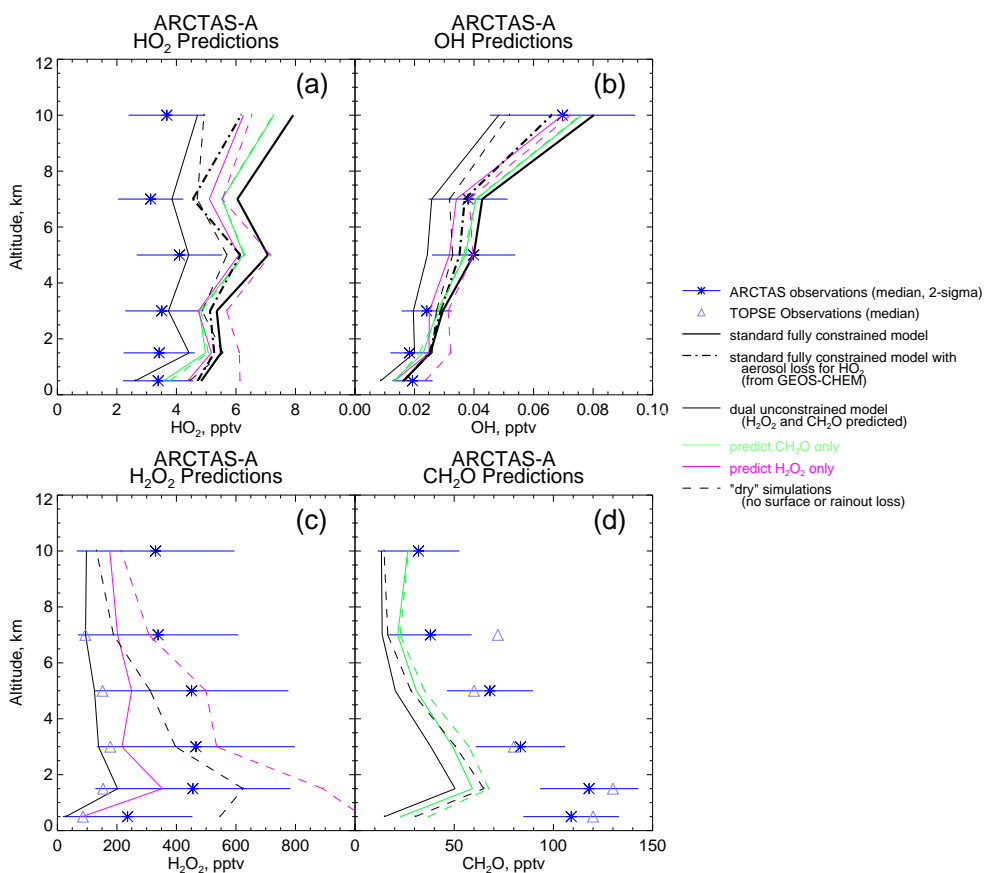 ARCTAS-A
HO₂ Predictions
ARCTAS-A
OH Predictions
(a)
(b)
12
10
8
6
4
2
0
Altitude, km
0 2 4 6 8 0.00 0.02 0.04 0.06 0.08 0.10
HO₂, pptv
OH, pptv
ARCTAS observations (median, 2-sigma)
TOPSE Observations (median)
standard fully constrained model
standard fully constrained model with
aerosol loss for HO₂
(from GEOS-CHEM)
dual unconstrained model
(H₂O₂ and CH₂O predicted)
predict CH₂O only
predict H₂O₂ only
"dry" simulations
(no surface or rainout loss)
ARCTAS-A
H₂O₂ Predictions
ARCTAS-A
CH₂O Predictions
(c)
(d)
10
8
6
4
2
0
Altitude, km
0 200 400 600 800 0 50 100 150
H₂O₂, pptv
CH₂O, pptv